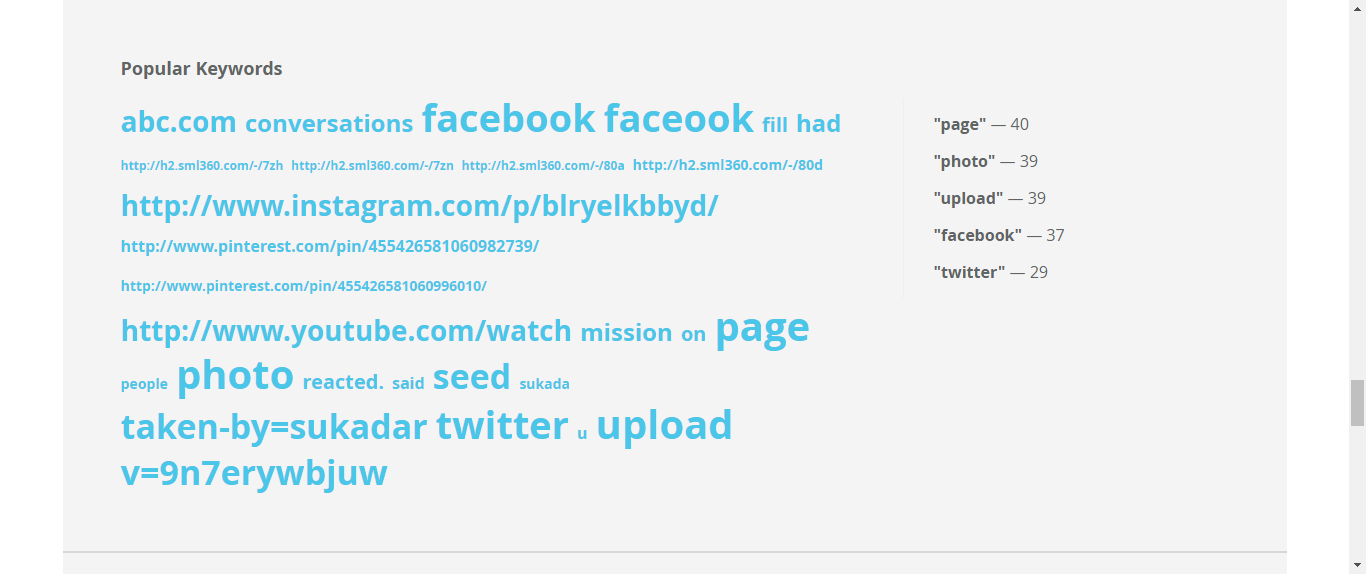 Popular Keywords
abc.com conversations facebook faceook fill had
http://h2.sml360.com/-/7zh http://h2.sml360.com/-/7zn http://h2.sml360.com/-/80a http://h2.sml360.com/-/80d
http://www.instagram.com/p/blryelkbbyd/
http://www.pinterest.com/pin/455426581060982739/
http://www.pinterest.com/pin/455426581060996010/
http://www.youtube.com/watch mission on page
people photo reacted. said seed sukada
taken-by=sukadar twitter u upload
v=9n7erywbjuw
"page" — 40
"photo" — 39
"upload" — 39
"facebook" — 37
"twitter" — 29